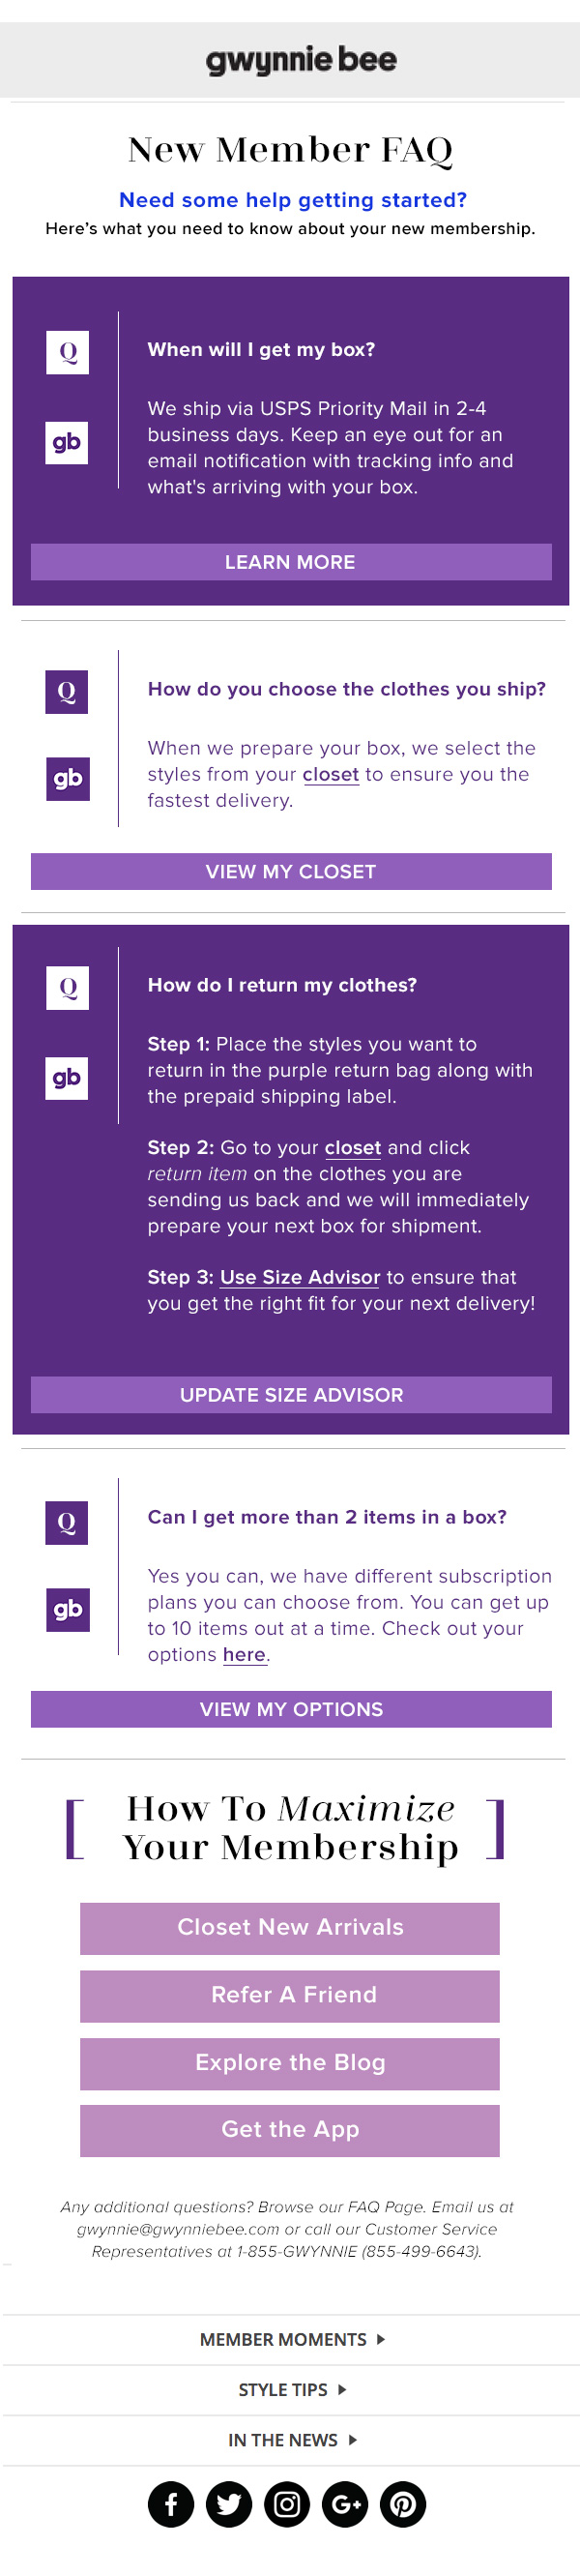 gwynnie bee
New Member FAQ
Need some help getting started?
Here's what you need to know about your new membership.
Q
When will I get my box?
gb
We ship via USPS Priority Mail in 2-4
business days. Keep an eye out for an
email notification with tracking info and
what's arriving with your box.
LEARN MORE
Q
How do you choose the clothes you ship?
gb
When we prepare your box, we select the
styles from your closet to ensure you the
fastest delivery.
VIEW MY CLOSET
Q
How do I return my clothes?
gb
Step 1: Place the styles you want to
return in the purple return bag along with
the prepaid shipping label.
Step 2: Go to your closet and click
return item on the clothes you are
sending us back and we will immediately
prepare your next box for shipment.
Step 3: Use Size Advisor to ensure that
you get the right fit for your next delivery!
UPDATE SIZE ADVISOR
Q
Can I get more than 2 items in a box?
gb
Yes you can, we have different subscription
plans you can choose from. You can get up
to 10 items out at a time. Check out your
options here.
VIEW MY OPTIONS
[ How To Maximize
Your Membership ]
Closet New Arrivals
Refer A Friend
Explore the Blog
Get the App
Any additional questions? Browse our FAQ Page. Email us at
gwynnie@gwynniebee.com or call our Customer Service
Representatives at 1-855-GWYNNIE (855-499-6643).
MEMBER MOMENTS
STYLE TIPS
IN THE NEWS
f G+